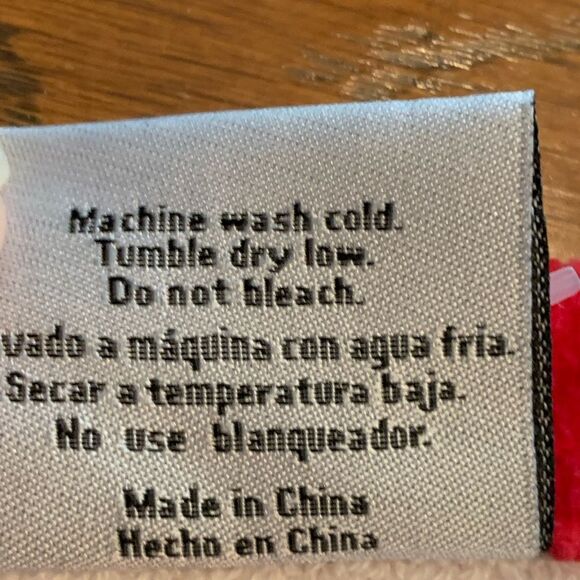 Machine wash cold.
Tumble dry low.
Do not bleach.
vado a máquina con agua fría.
Secar a temperatura baja.
No use blanqueador.
Made in China
Hecho en China